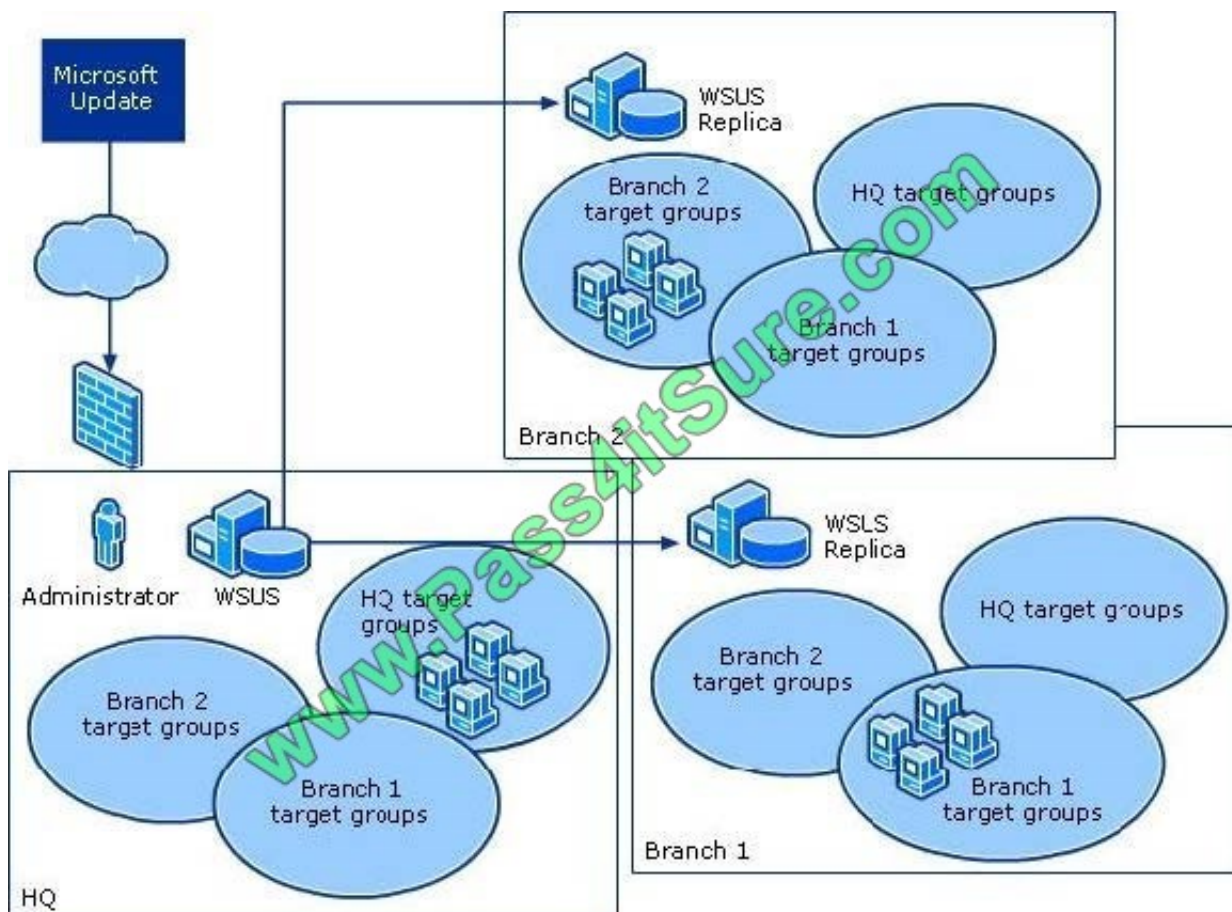 Microsoft
Update
WSUS
Replica
Branch 2
target groups
HQ target groups
Branch 1
target groups
Branch 2
Administrator
WSUS
HQ target
groups
Branch 2
target groups
Branch 1
target groups
HQ
WSLS
Replica
HQ target groups
Branch 2
target groups
Branch 1
target groups
Branch 1
www.Pass4itSure.com